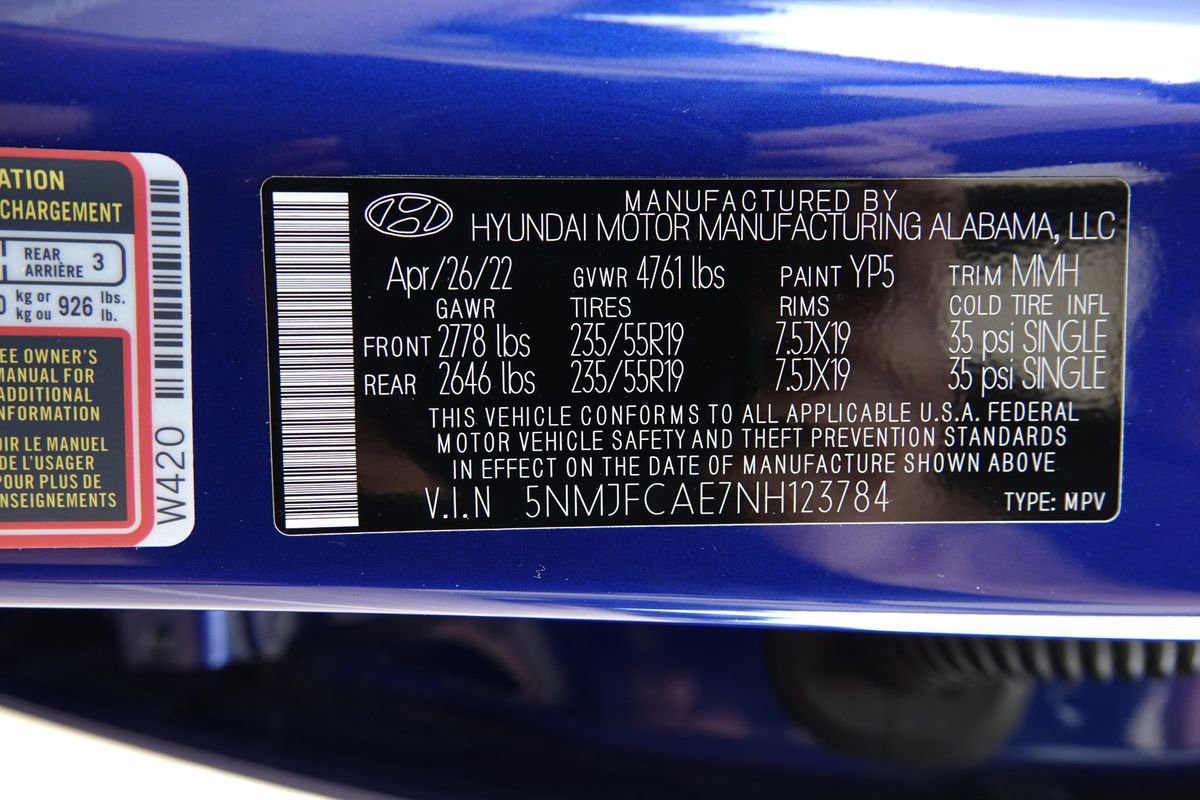 ATION
CHARGEMENT
REAR
ARRIÈRE 3
kg or
kg ou 926 lbs.
lb.
EE OWNER'S
MANUAL FOR
ADDITIONAL
NFORMATION
OIR LE MANUEL
DE L'USAGER
POUR PLUS DE
ENSEIGNEMENTS
W420
MANUFACTURED BY
HYUNDAI MOTOR MANUFACTURING ALABAMA, LLC
Apr/26/22 GVWR 4761 lbs PAINT YP5 TRIM MMH
GAWR TIRES RIMS COLD TIRE INFL
FRONT 2778 lbs 235/55R19 7.5JX19 35 psi SINGLE
REAR 2646 lbs 235/55R19 7.5JX19 35 psi SINGLE
THIS VEHICLE CONFORMS TO ALL APPLICABLE U.S.A. FEDERAL
MOTOR VEHICLE SAFETY AND THEFT PREVENTION STANDARDS
IN EFFECT ON THE DATE OF MANUFACTURE SHOWN ABOVE
V.I.N 5NMJFCAE7NH123784 TYPE: MPV